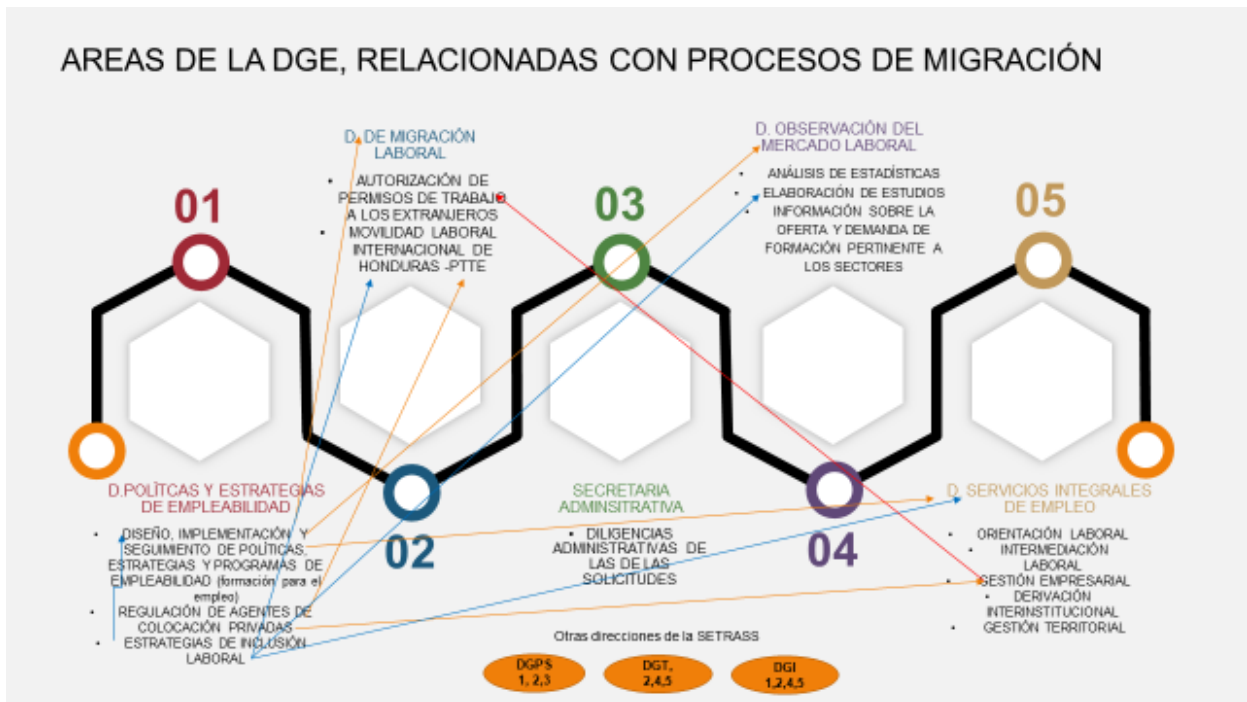 AREAS DE LA DGE, RELACIONADAS CON PROCESOS DE MIGRACIÓN
01
D.POLÍTCAS Y ESTRATEGIAS
DE EMPLEABILIDAD
• DISEÑO, IMPLEMENTACIÓN Y
SEGUIMIENTO DE POLÍTICAS,
ESTRATEGIAS Y PROGRAMAS DE
EMPLEABILIDAD (formación para el
empleo)
• REGULACIÓN DE AGENTES DE
COLOCACIÓN PRIVADAS
• ESTRATEGIAS DE INCLUSIÓN
LABORAL
D. DE MIGRACIÓN
LABORAL
• AUTORIZACIÓN DE
PERMISOS DE TRABAJO
A LOS EXTRANJEROS
• MOVILIDAD LABORAL
INTERNACIONAL DE
HONDURAS -PTTE
02
03
SECRETARIA
ADMINSITRATIVA
• DILIGENCIAS
ADMINISTRATIVAS DE
LAS DE LAS
SOLICITUDES
D. OBSERVACIÓN DEL
MERCADO LABORAL
• ANÁLISIS DE ESTADÍSTICAS
• ELABORACIÓN DE ESTUDIOS
• INFORMACIÓN SOBRE LA
OFERTA Y DEMANDA DE
FORMACIÓN PERTINENTE A
LOS SECTORES
04
05
D. SERVICIOS INTEGRALES
DE EMPLEO
• ORIENTACIÓN LABORAL
• INTERMEDIACIÓN
LABORAL
• GESTIÓN EMPRESARIAL
• DERIVACIÓN
INTERINSTITUCIONAL
• GESTIÓN TERRITORIAL
Otras direcciones de la SETRASS
DGPS
1, 2,3
DGT,
2,4,5
DGI
1,2,4,5